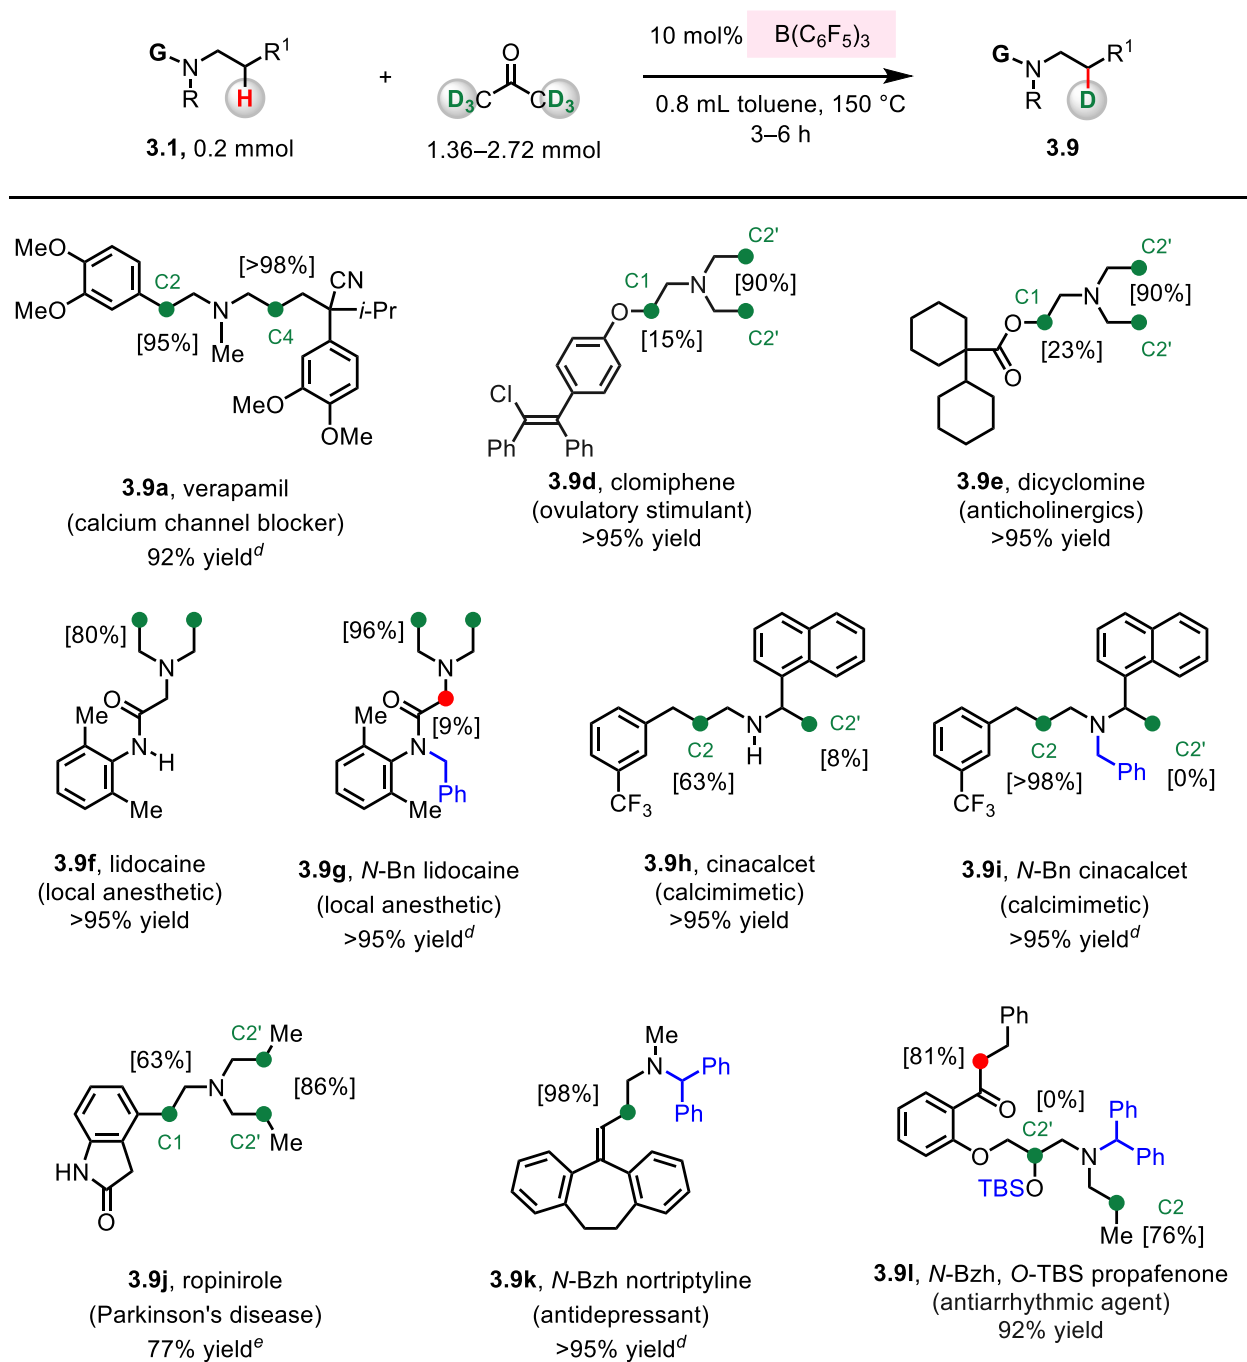 G
N
R
R1
H
3.1, 0.2 mmol
+
O
D3
D3
1.36–2.72 mmol
10 mol% B(C6F5)3
0.8 mL toluene, 150 °C
3–6 h
G
N
R
R1
D
3.9
MeO
MeO
C2
[95%]
N
Me
[>98%]
C4
CN
i-Pr
MeO
OMe
3.9a, verapamil
(calcium channel blocker)
92% yield^d
C2'
C1
N
[90%]
O
[15%]
C2'
Cl
Ph
Ph
3.9d, clomiphene
(ovulatory stimulant)
>95% yield
C2'
C1
N
[90%]
O
[23%]
C2'
O
3.9e, dicyclomine
(anticholinergics)
>95% yield
[80%]
N
O
Me
N
H
Me
3.9f, lidocaine
(local anesthetic)
>95% yield
[96%]
N
O
[9%]
Me
N
Ph
Me
3.9g, N-Bn lidocaine
(local anesthetic)
>95% yield^d
C2
[63%]
N
H
C2'
[8%]
CF3
3.9h, cinacalcet
(calcimimetic)
>95% yield
C2
[>98%]
N
Ph
C2'
[0%]
CF3
3.9i, N-Bn cinacalcet
(calcimimetic)
>95% yield^d
C2'
Me
[63%]
N
[86%]
C1
C2'
Me
HN
O
3.9j, ropinirole
(Parkinson's disease)
77% yield^e
Me
N
Ph
[98%]
Ph
3.9k, N-Bzh nortriptyline
(antidepressant)
>95% yield^d
Ph
[81%]
O
[0%]
C2'
Ph
O
N
Ph
TBSO
C2
Me
[76%]
3.9l, N-Bzh, O-TBS propafenone
(antiarrhythmic agent)
92% yield